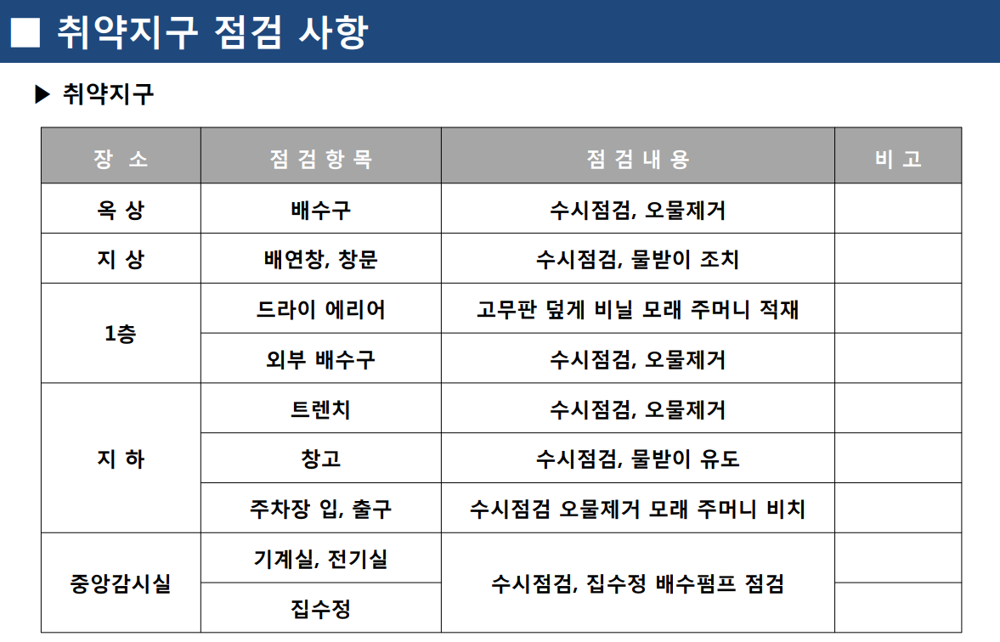 ■ 취약지구 점검 사항
▶ 취약지구
장 소 점 검 항 목 점 검 내 용 비 고
옥 상 배수구 수시점검, 오물제거
지 상 배연창, 창문 수시점검, 물받이 조치
1층 드라이 에리어 고무판 덮게 비닐 모래 주머니 적재
외부 배수구 수시점검, 오물제거
지 하 트렌치 수시점검, 오물제거
창고 수시점검, 물받이 유도
주차장 입, 출구 수시점검 오물제거 모래 주머니 비치
중앙감시실 기계실, 전기실 수시점검, 집수정 배수펌프 점검
집수정